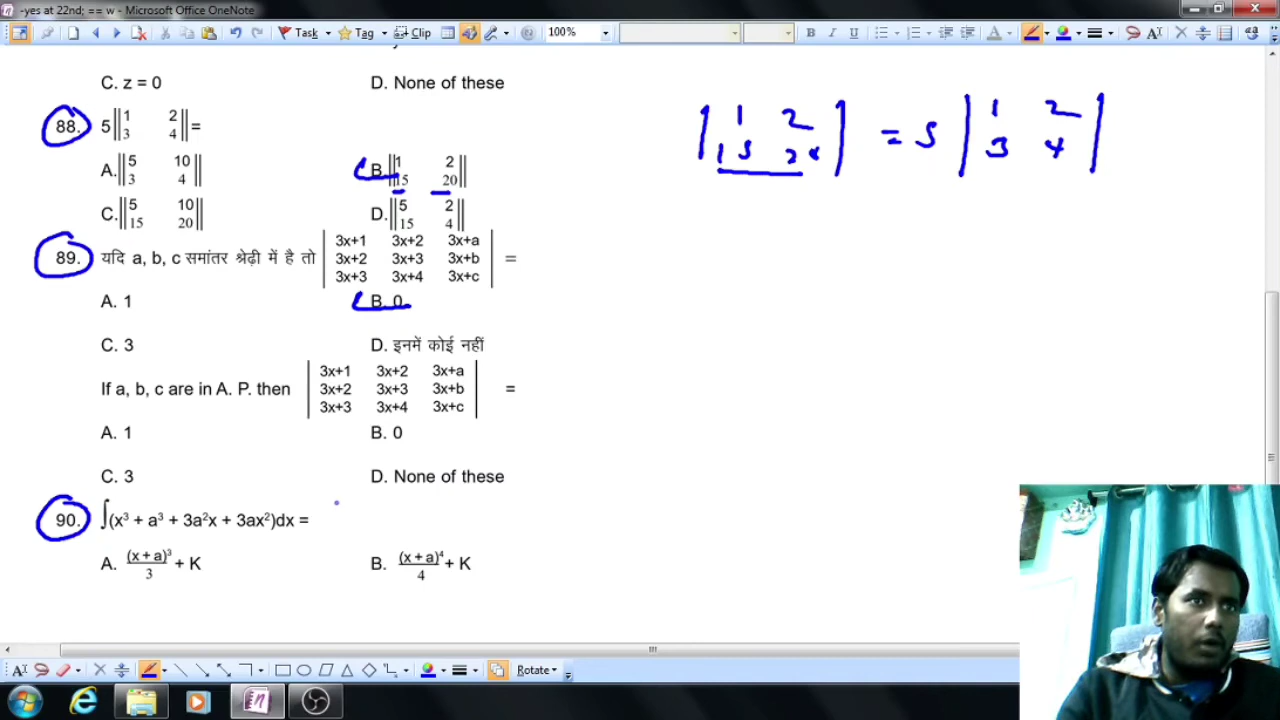 -yes at 22nd; == w - Microsoft Office OneNote
Task Tag Clip 100% B I U A
C. z = 0 D. None of these
88. 5||1 2 3 4||=
A. ||5 10 3 4|| B. ||1 2 15 20||
C. ||5 10 15 20|| D. ||5 2 15 4||
|1 2 15 20| = 5 |1 2 3 4|
89. यदि a, b, c समांतर श्रेढ़ी में है तो | 3x+1 3x+2 3x+a
3x+2 3x+3 3x+b
3x+3 3x+4 3x+c | =
A. 1 B. 0
C. 3 D. इनमें कोई नहीं
If a, b, c are in A. P. then | 3x+1 3x+2 3x+a
3x+2 3x+3 3x+b
3x+3 3x+4 3x+c | =
A. 1 B. 0
C. 3 D. None of these
90. ∫(x³ + a³ + 3a²x + 3ax²)dx =
A. (x + a)³/3 + K B. (x + a)⁴/4 + K
Rotate